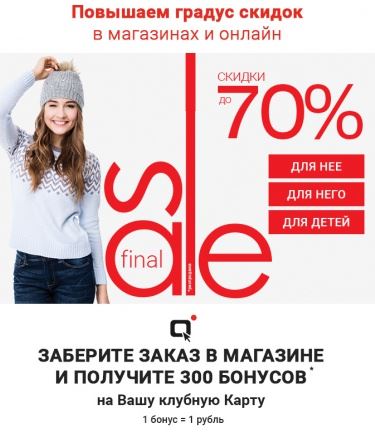 Повышаем градус скидок
в магазинах и онлайн
СКИДКИ
до 70%
ДЛЯ НЕЕ
ДЛЯ НЕГО
ДЛЯ ДЕТЕЙ
final
sale
*распродажа
ЗАБЕРИТЕ ЗАКАЗ В МАГАЗИНЕ
И ПОЛУЧИТЕ 300 БОНУСОВ*
на Вашу клубную Карту
1 бонус = 1 рубль